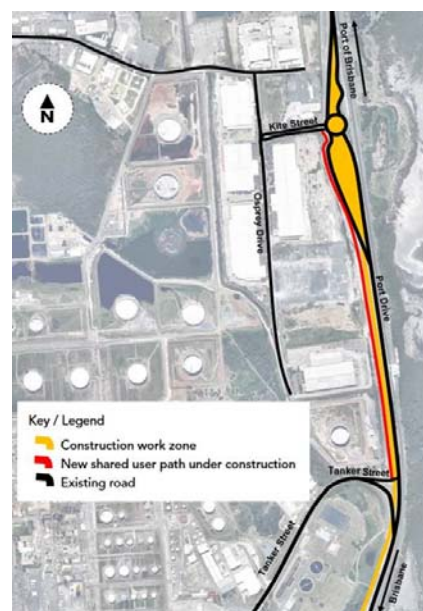 Port of Brisbane
N
Kite Street
Osprey Drive
Port Drive
Key / Legend
Construction work zone
New shared user path under construction
Existing road
Tanker Street
Tanker Street
Brisbane